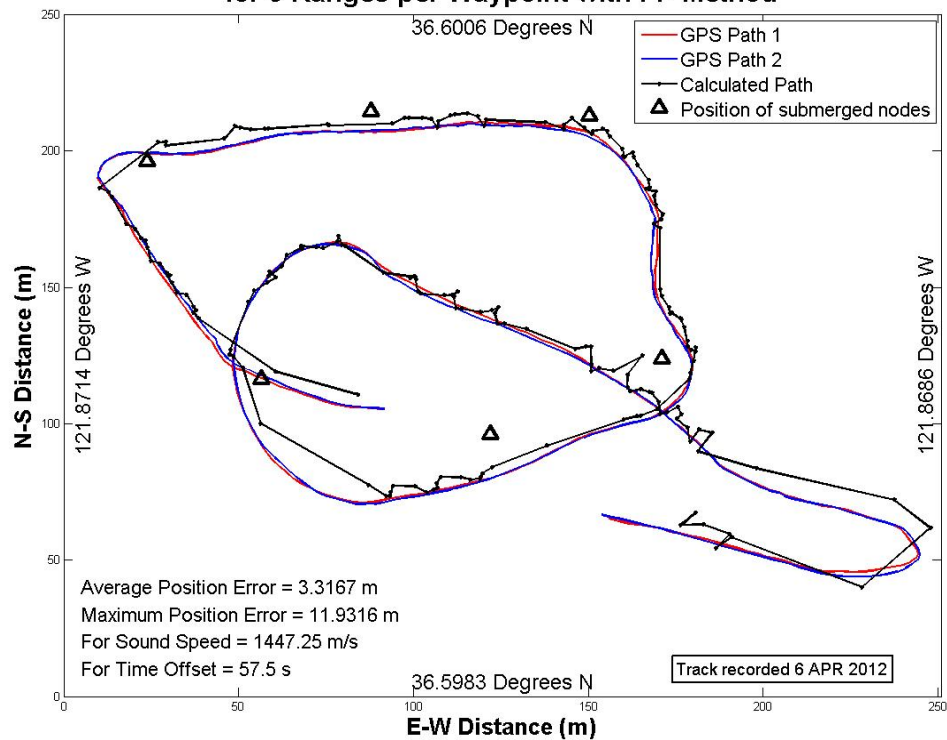 for 6 Ranges per Waypoint with PF Method
36.6006 Degrees N
GPS Path 1
GPS Path 2
Calculated Path
Position of submerged nodes
250
200
150
100
50
0
N-S Distance (m)
121.8714 Degrees W
121.8686 Degrees W
Average Position Error = 3.3167 m
Maximum Position Error = 11.9316 m
For Sound Speed = 1447.25 m/s
For Time Offset = 57.5 s
Track recorded 6 APR 2012
36.5983 Degrees N
0
50
100
150
200
250
E-W Distance (m)